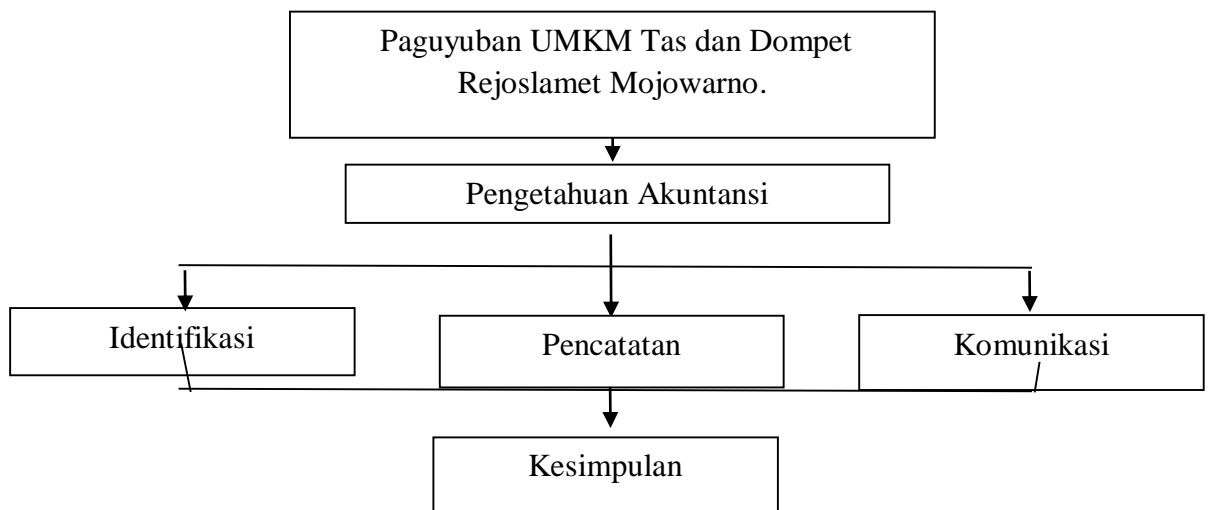 Paguyuban UMKM Tas dan Dompet
Rejoslamet Mojowarno.
Pengetahuan Akuntansi
Identifikasi
Pencatatan
Komunikasi
Kesimpulan